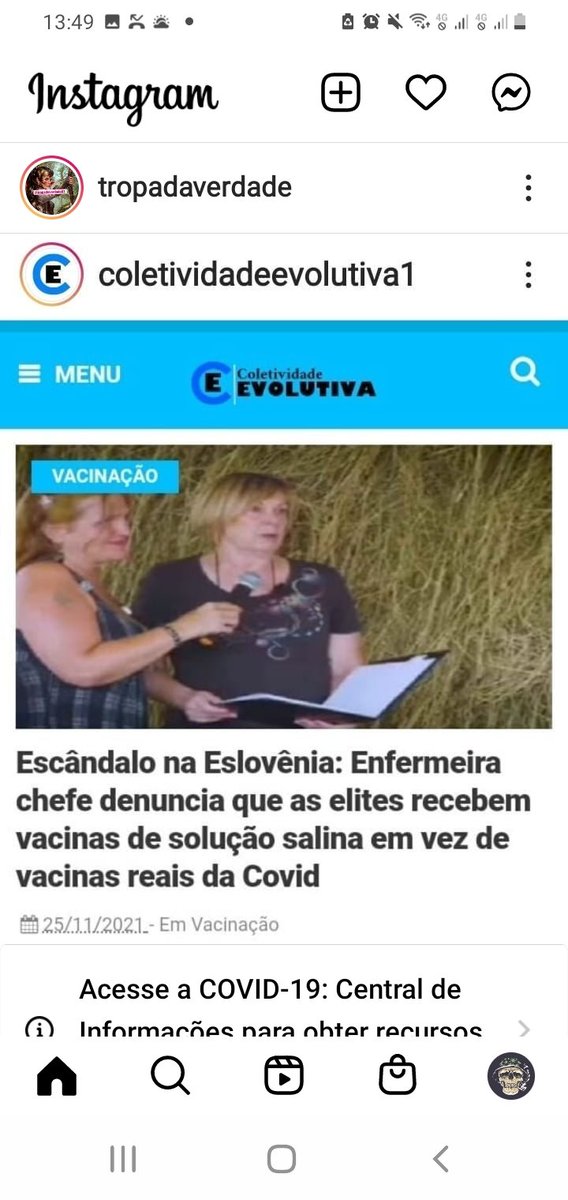 13:49
4G 4G
Instagram
tropadaverdade
coletividadeevolutiva1
MENU
E Coletividade
EVOLUTIVA
VACINAÇÃO
Escândalo na Eslovênia: Enfermeira
chefe denuncia que as elites recebem
vacinas de solução salina em vez de
vacinas reais da Covid
25/11/2021 - Em Vacinação
Acesse a COVID-19: Central de
Informações para obter recursos